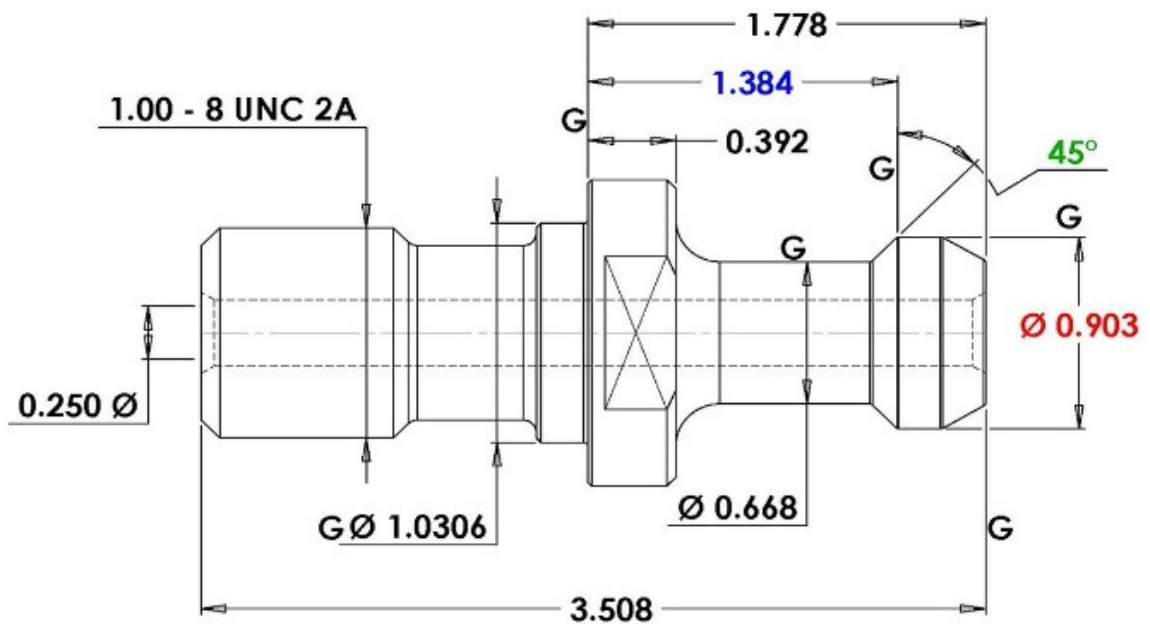 1.778
1.384
1.00 - 8 UNC 2A
G
0.392
45°
G
G
G
Ø 0.903
0.250 Ø
Ø 0.668
G Ø 1.0306
G
3.508